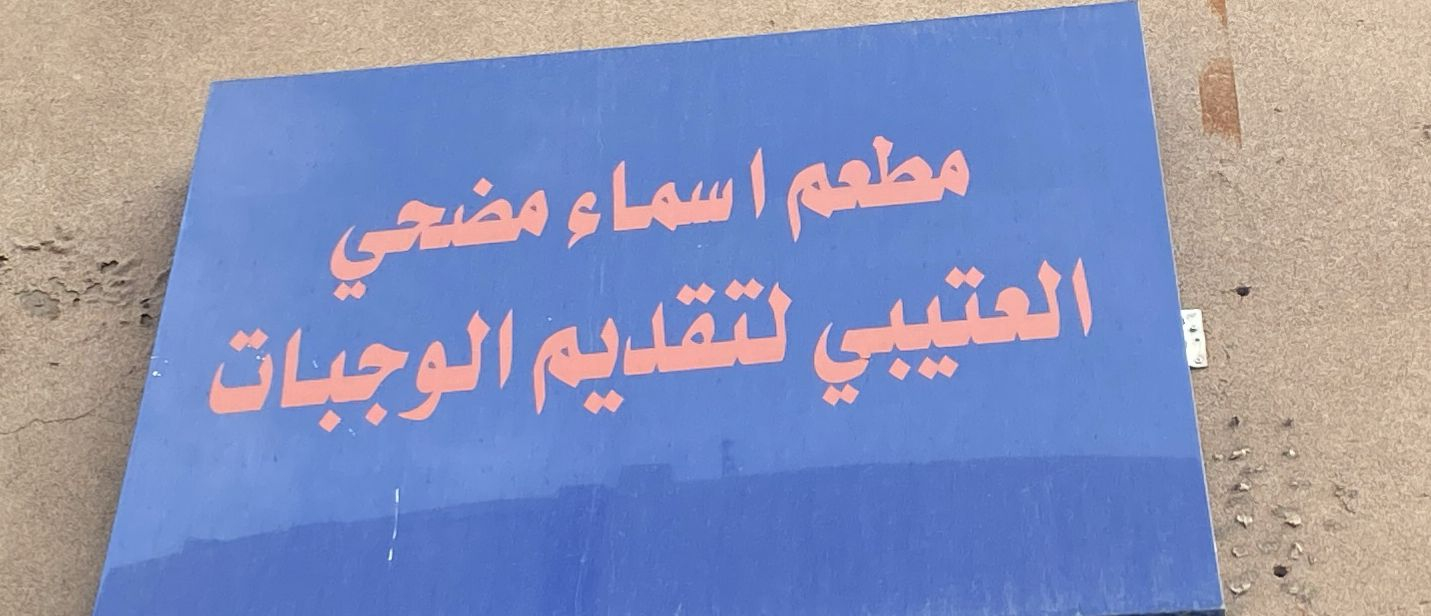 مطعم اسماء مضحي
العتيبي لتقديم الوجبات